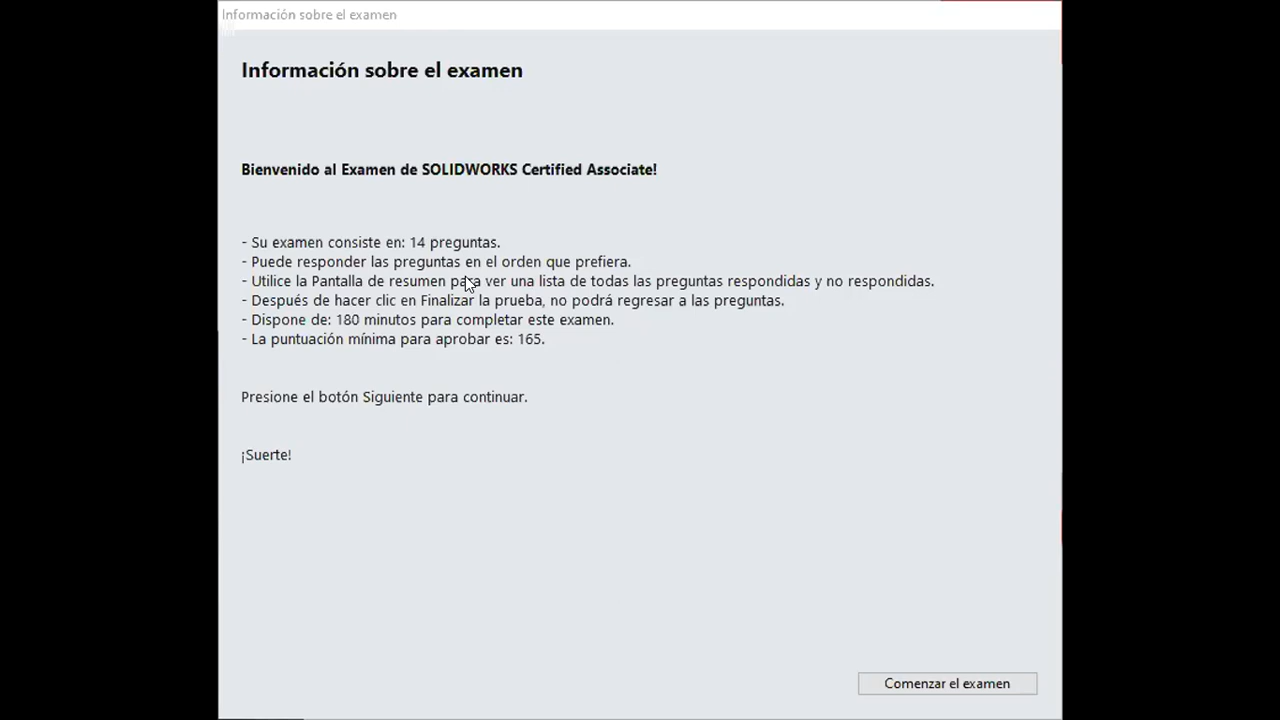 Información sobre el examen
Información sobre el examen
Bienvenido al Examen de SOLIDWORKS Certified Associate!
- Su examen consiste en: 14 preguntas.
- Puede responder las preguntas en el orden que prefiera.
- Utilice la Pantalla de resumen para ver una lista de todas las preguntas respondidas y no respondidas.
- Después de hacer clic en Finalizar la prueba, no podrá regresar a las preguntas.
- Dispone de: 180 minutos para completar este examen.
- La puntuación mínima para aprobar es: 165.
Presione el botón Siguiente para continuar.
¡Suerte!
Comenzar el examen